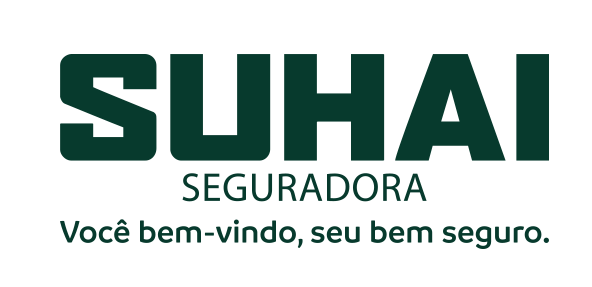 SUHAI
SEGURADORA
Você bem-vindo, seu bem seguro.